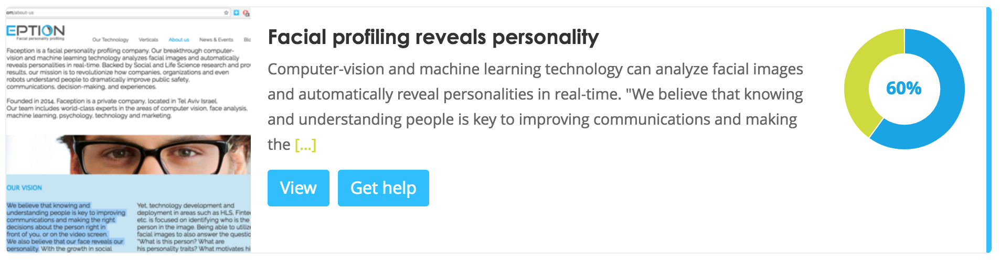 om/about-us
EPTION
Facial personality profiling
Our Technology Verticals About us News & Events Blo
Faception is a facial personality profiling company. Our breakthrough computer-
vision and machine learning technology analyzes facial images and automatically
reveals personalities in real-time. Backed by Social and Life Science research and prov
results, our mission is to revolutionize how companies, organizations and even
robots understand people to dramatically improve public safety,
communications, decision-making, and experiences.
Founded in 2014, Faception is a private company, located in Tel Aviv Israel.
Our team includes world-class experts in the areas of computer vision, face analysis,
machine learning, psychology, technology and marketing.
OUR VISION
We believe that knowing and
understanding people is key to improving
communications and making the right
decisions about the person right in
front of you, or on the video screen.
We also believe that our face reveals our
personality. With the growth in social
Yet, technology development and
deployment in areas such as HLS, Fintec
etc. is focused on identifying who is the
person in the image. Being able to utilize
facial images to also answer the questio
"What is this person? What are
his personality traits? What motivates hi
Facial profiling reveals personality
Computer-vision and machine learning technology can analyze facial images
and automatically reveal personalities in real-time. "We believe that knowing
and understanding people is key to improving communications and making
the [...]
View
Get help
60%